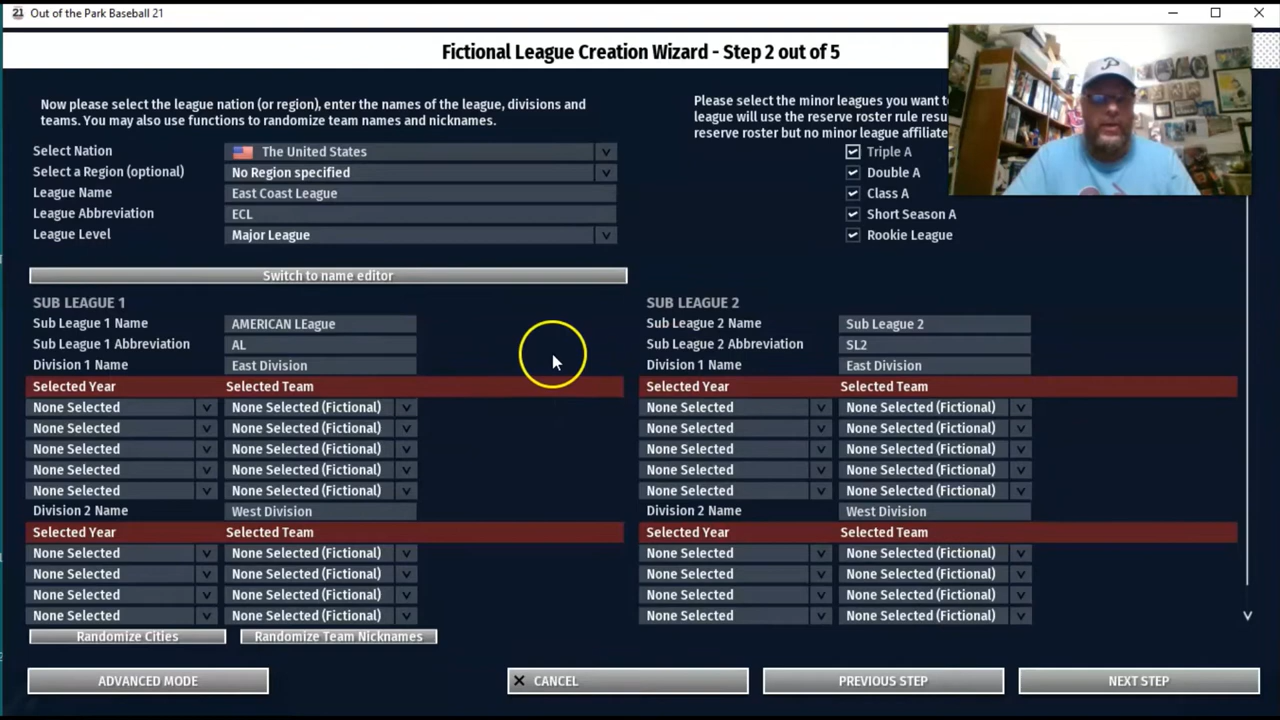 21 Out of the Park Baseball 21
Fictional League Creation Wizard - Step 2 out of 5
Now please select the league nation (or region), enter the names of the league, divisions and
teams. You may also use functions to randomize team names and nicknames.
Please select the minor leagues you want to
league will use the reserve roster rule
reserve roster but no minor league affiliate
Select Nation The United States
Select a Region (optional) No Region specified
League Name East Coast League
League Abbreviation ECL
League Level Major League
Triple A
Double A
Class A
Short Season A
Rookie League
Switch to name editor
SUB LEAGUE 1
Sub League 1 Name AMERICAN LEague
Sub League 1 Abbreviation AL
Division 1 Name East Division
Selected Year Selected Team
None Selected None Selected (Fictional)
None Selected None Selected (Fictional)
None Selected None Selected (Fictional)
None Selected None Selected (Fictional)
None Selected None Selected (Fictional)
Division 2 Name West Division
Selected Year Selected Team
None Selected None Selected (Fictional)
None Selected None Selected (Fictional)
None Selected None Selected (Fictional)
None Selected None Selected (Fictional)
SUB LEAGUE 2
Sub League 2 Name Sub League 2
Sub League 2 Abbreviation SL2
Division 1 Name East Division
Selected Year Selected Team
None Selected None Selected (Fictional)
None Selected None Selected (Fictional)
None Selected None Selected (Fictional)
None Selected None Selected (Fictional)
None Selected None Selected (Fictional)
Division 2 Name West Division
Selected Year Selected Team
None Selected None Selected (Fictional)
None Selected None Selected (Fictional)
None Selected None Selected (Fictional)
None Selected None Selected (Fictional)
Randomize Cities Randomize Team Nicknames
ADVANCED MODE CANCEL PREVIOUS STEP NEXT STEP
P